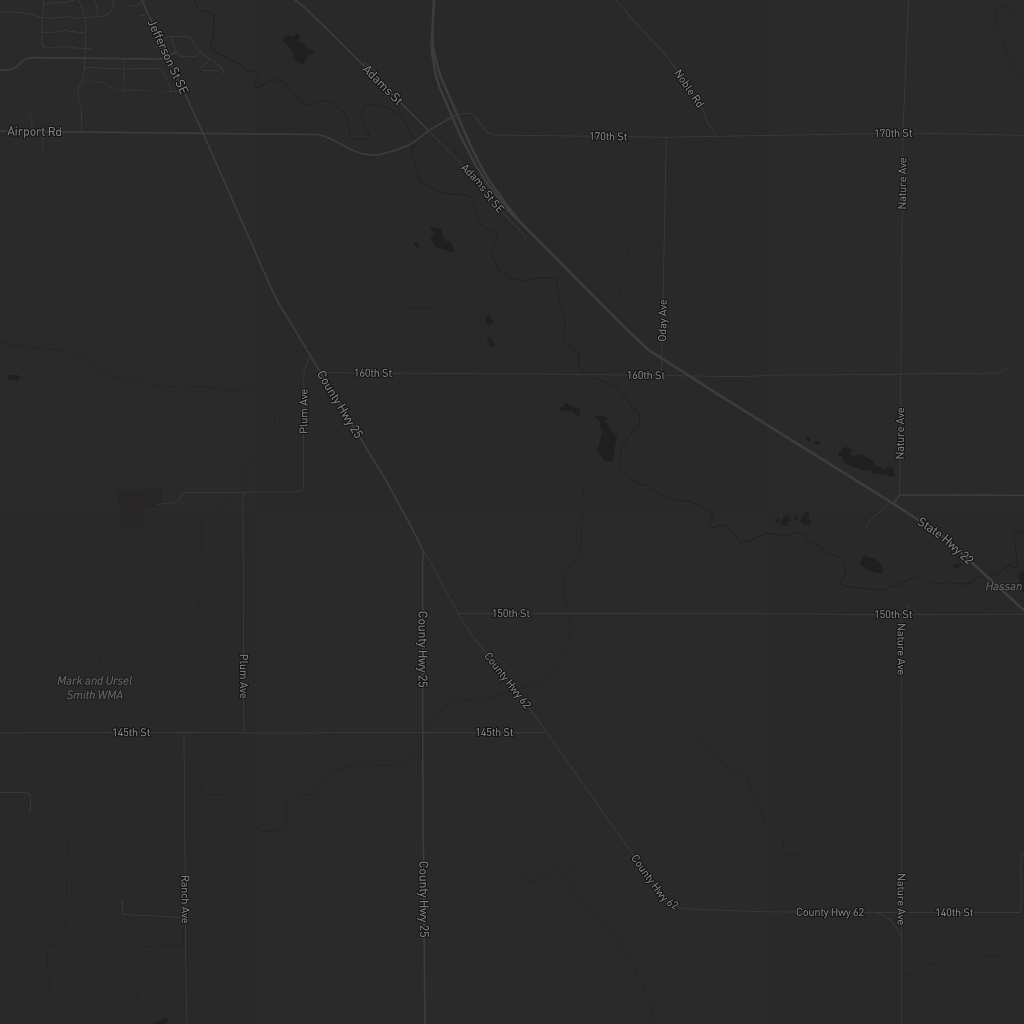 Jefferson St SE
Adams St
Noble Rd
Airport Rd
170th St
170th St
Adams St SE
Nature Ave
Oday Ave
160th St
160th St
Plum Ave
County Hwy 25
Nature Ave
State Hwy 22
Hassan
150th St
150th St
County Hwy 25
Nature Ave
Plum Ave
County Hwy 62
Mark and Ursel
Smith WMA
145th St
145th St
Ranch Ave
County Hwy 25
County Hwy 62
County Hwy 62
Nature Ave
140th St